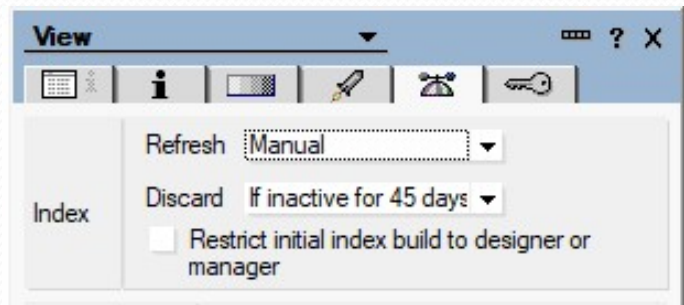 View
? X
i
Refresh Manual
Discard If inactive for 45 days
Index
Restrict initial index build to designer or
manager